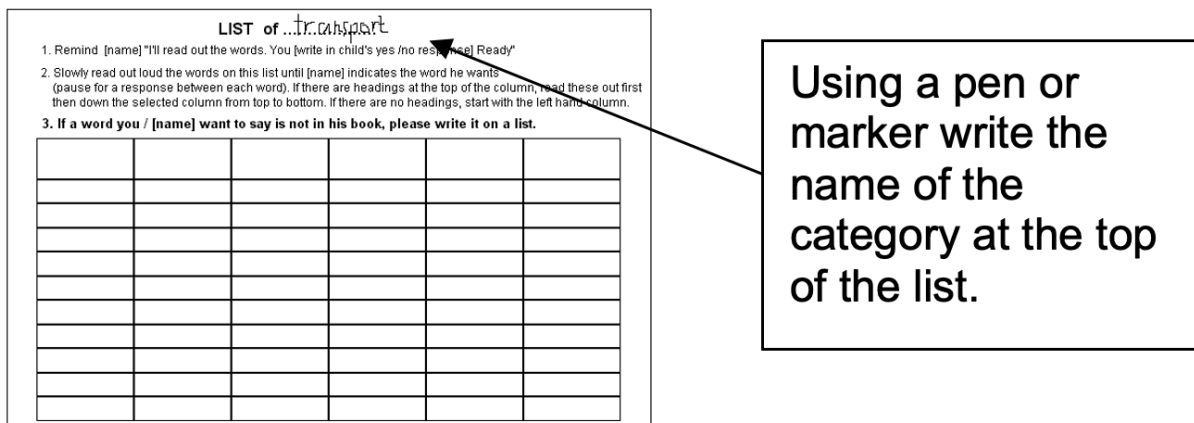 LIST of ...transport
1. Remind [name] "I'll read out the words. You [write in child's yes /no response] Ready"
2. Slowly read out loud the words on this list until [name] indicates the word he wants
(pause for a response between each word). If there are headings at the top of the column, read these out first
then down the selected column from top to bottom. If there are no headings, start with the left hand column.
3. If a word you / [name] want to say is not in his book, please write it on a list.
Using a pen or
marker write the
name of the
category at the top
of the list.